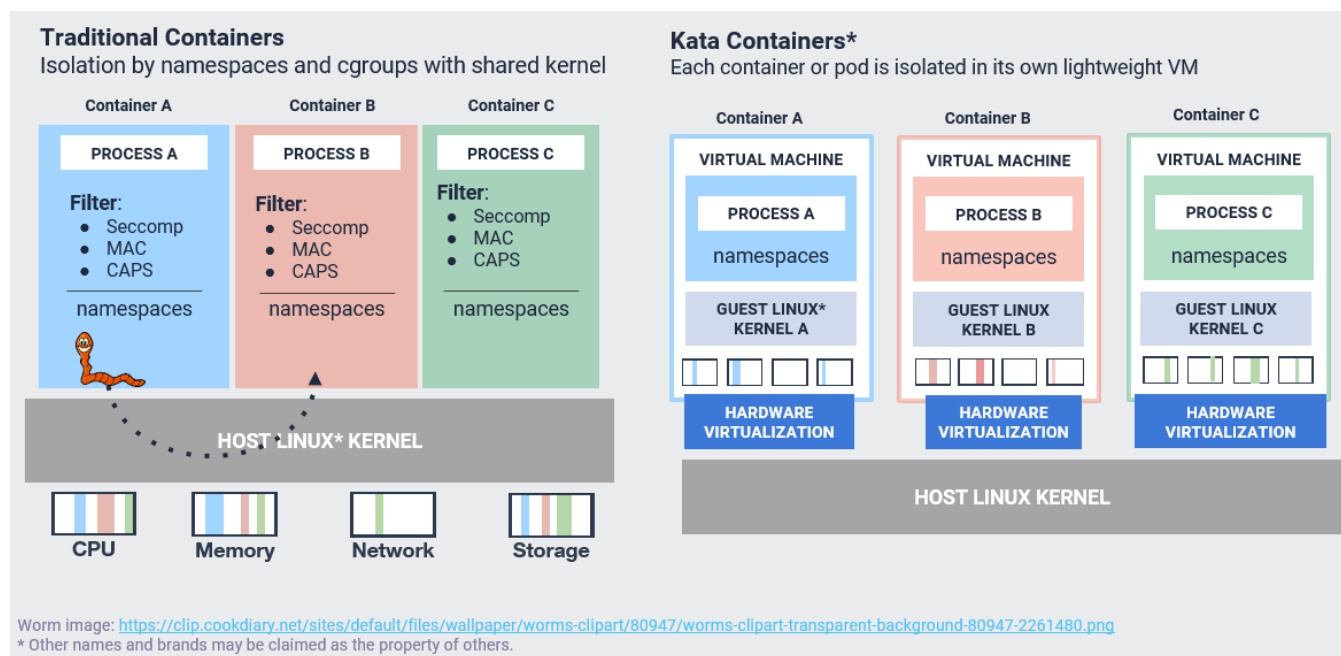 Traditional Containers
Isolation by namespaces and cgroups with shared kernel
Container A
Container B
Container C
PROCESS A
PROCESS B
PROCESS C
Filter:
● Seccomp
● MAC
● CAPS
namespaces
Filter:
● Seccomp
● MAC
● CAPS
namespaces
Filter:
● Seccomp
● MAC
● CAPS
namespaces
HOST LINUX* KERNEL
CPU
Memory
Network
Storage
Kata Containers*
Each container or pod is isolated in its own lightweight VM
Container A
VIRTUAL MACHINE
PROCESS A
namespaces
GUEST LINUX*
KERNEL A
HARDWARE
VIRTUALIZATION
Container B
VIRTUAL MACHINE
PROCESS B
namespaces
GUEST LINUX
KERNEL B
HARDWARE
VIRTUALIZATION
Container C
VIRTUAL MACHINE
PROCESS C
namespaces
GUEST LINUX
KERNEL C
HARDWARE
VIRTUALIZATION
HOST LINUX KERNEL
Worm image: https://clip.cookdiary.net/sites/default/files/wallpaper/worms-clipart/80947/worms-clipart-transparent-background-80947-2261480.png
* Other names and brands may be claimed as the property of others.